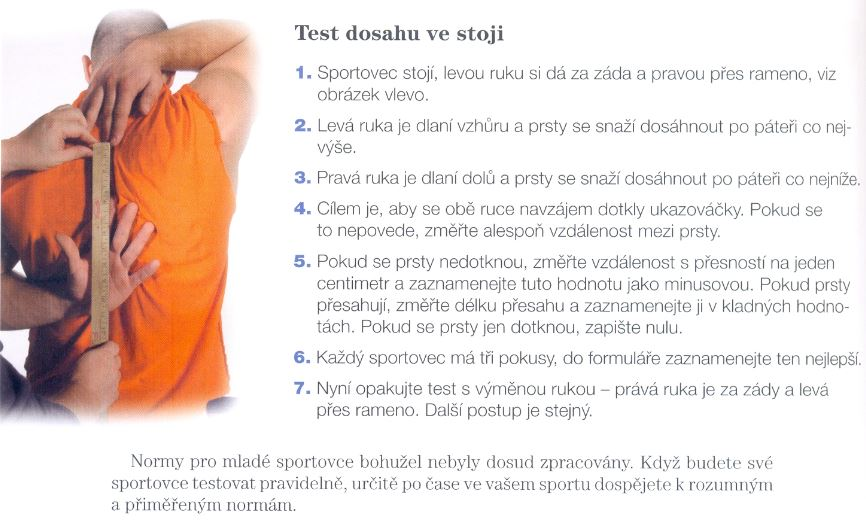 Test dosahu ve stoji
1. Sportovec stojí, levou ruku si dá za záda a pravou přes rameno, viz
obrázek vlevo.
2. Levá ruka je dlaní vzhůru a prsty se snaží dosáhnout po páteři co nej-
výše.
3. Pravá ruka je dlaní dolů a prsty se snaží dosáhnout po páteři co nejníže.
4. Cílem je, aby se obě ruce navzájem dotkly ukazováčky. Pokud se
to nepovede, změřte alespoň vzdálenost mezi prsty.
5. Pokud se prsty nedotknou, změřte vzdálenost s přesností na jeden
centimetr a zaznamenejte tuto hodnotu jako minusovou. Pokud prsty
přesahují, změřte délku přesahu a zaznamenejte ji v kladných hodno-
tách. Pokud se prsty jen dotknou, zapište nulu.
6. Každý sportovec má tři pokusy, do formuláře zaznamenejte ten nejlepší.
7. Nyní opakujte test s výměnou rukou – prává ruka je za zády a levá
přes rameno. Další postup je stejný.
Normy pro mladé sportovce bohužel nebyly dosud zpracovány. Když budete své
sportovce testovat pravidelně, určitě po čase ve vašem sportu dospějete k rozumným
a přiměřeným normám.